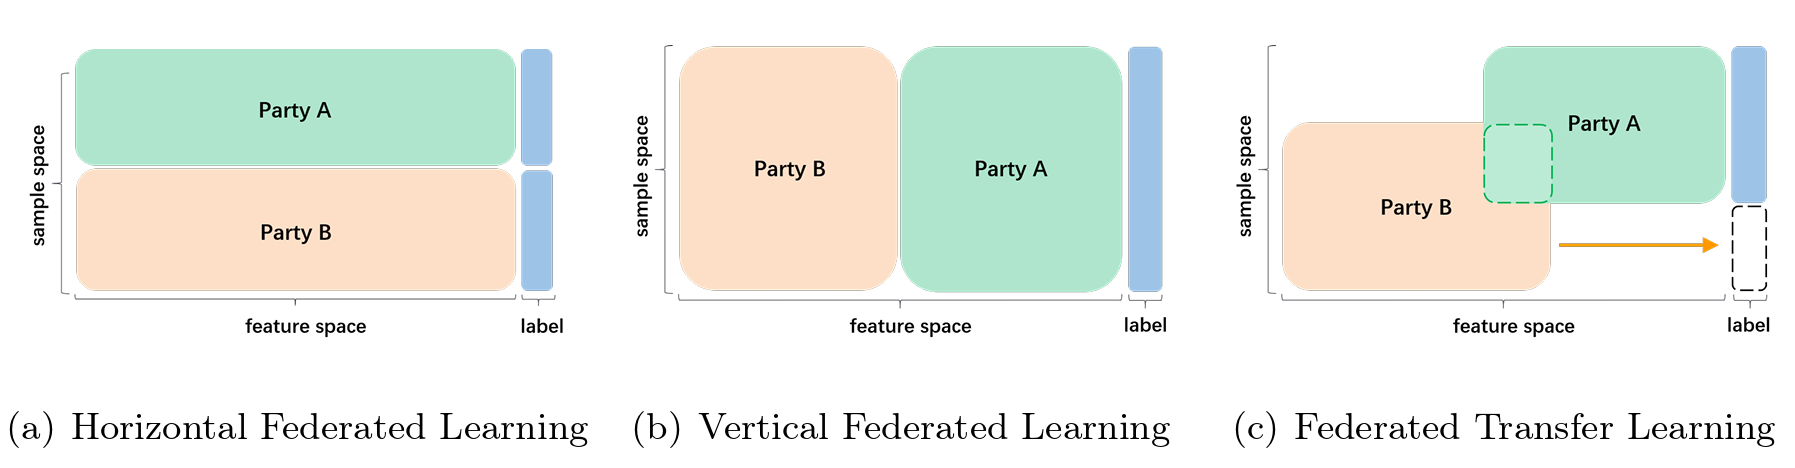 sample space
Party A
Party B
feature space
label
(a) Horizontal Federated Learning
sample space
Party B
Party A
feature space
label
(b) Vertical Federated Learning
sample space
Party A
Party B
feature space
label
(c) Federated Transfer Learning